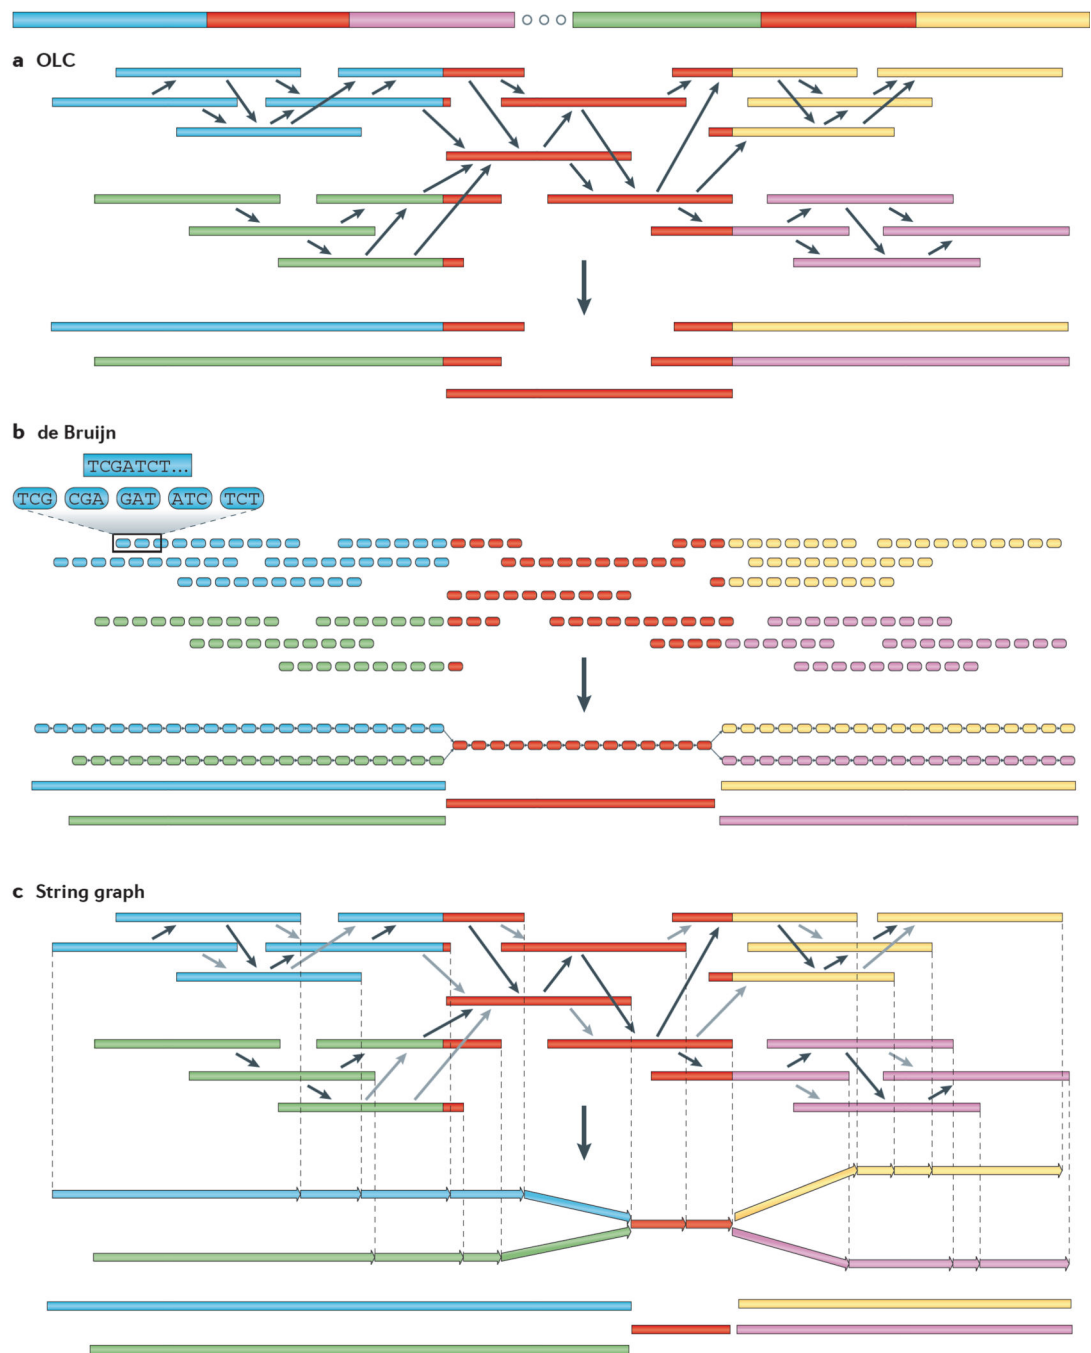 a OLC
b de Bruijn
TCGATCT...
TCG CGA GAT ATC TCT
c String graph